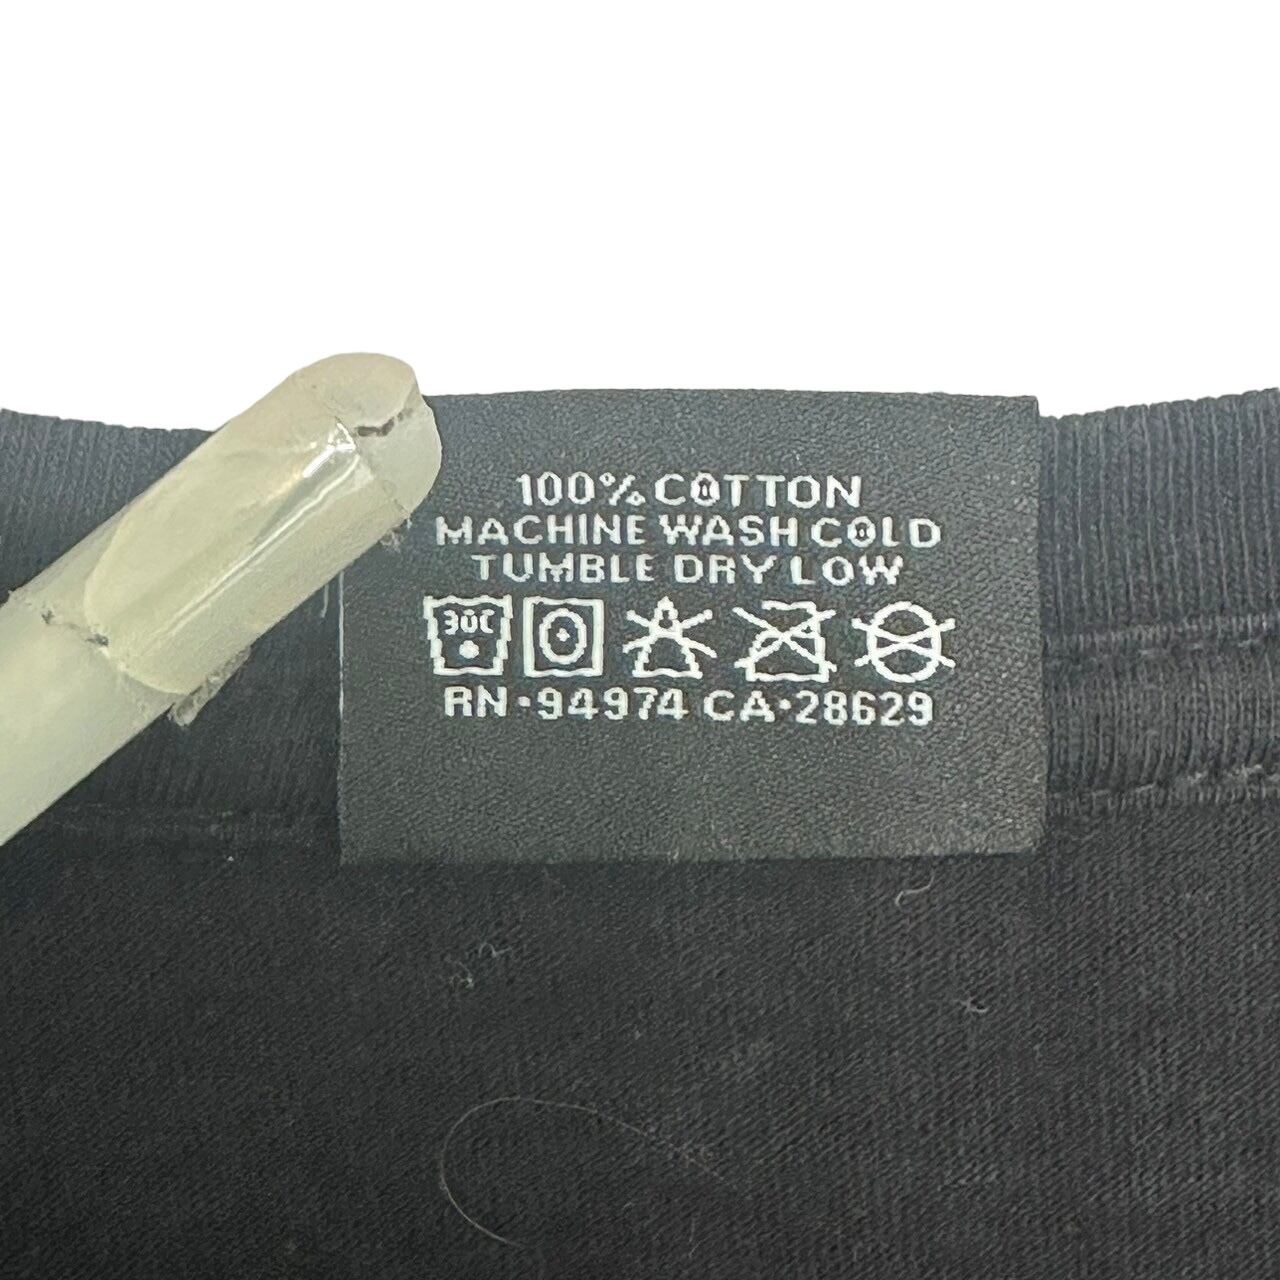 100% COTTON
MACHINE WASH COLD
TUMBLE DRY LOW
30C
RN·94974 CA·28629